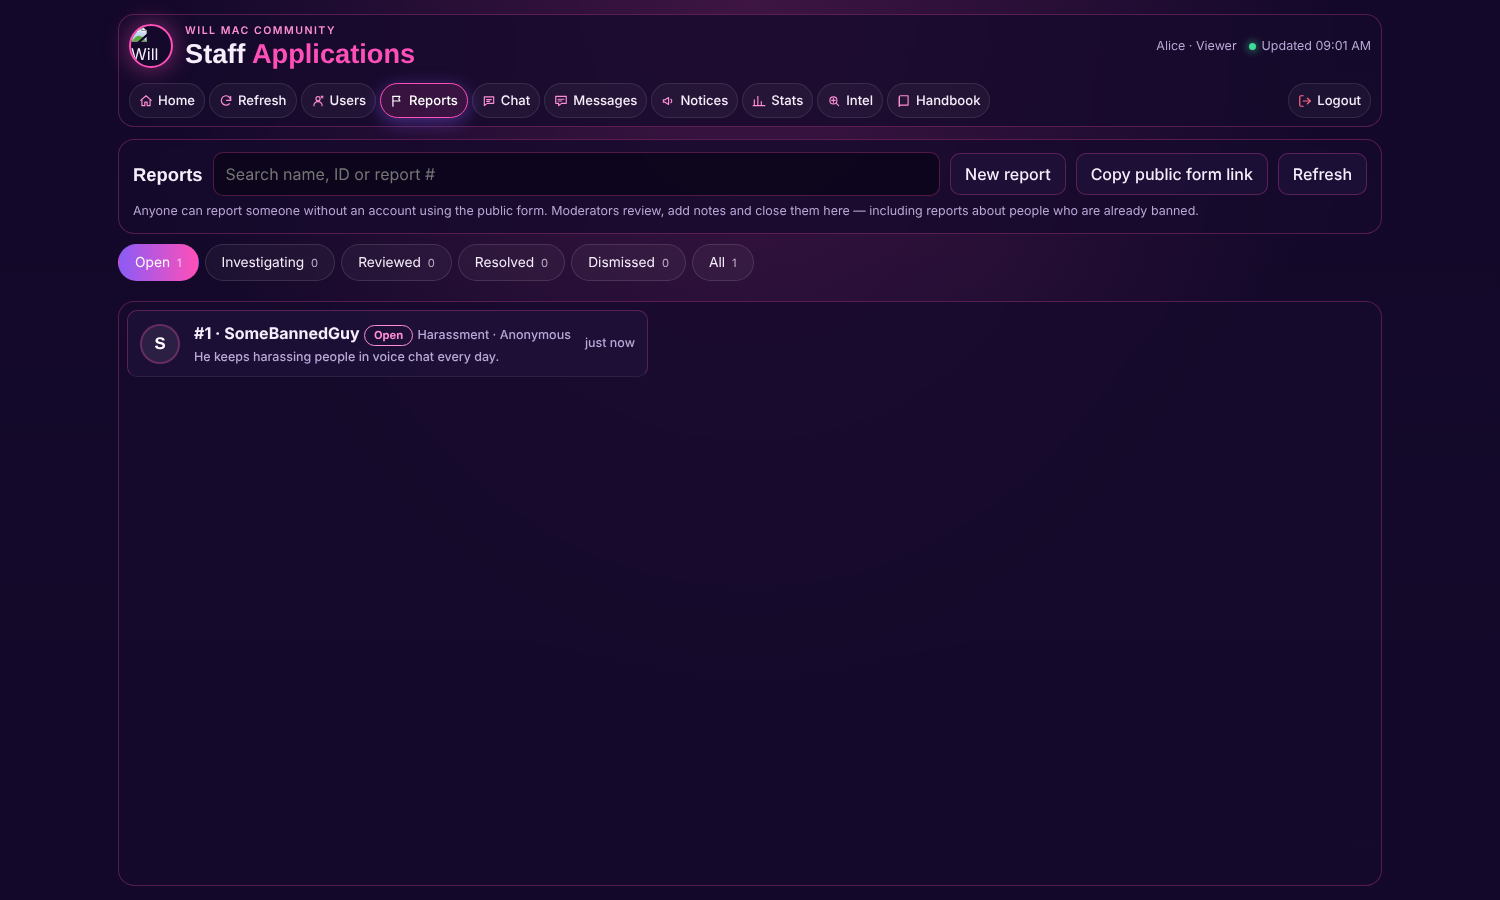 WILL MAC COMMUNITY
Staff Applications
Will
Alice · Viewer
Updated 09:01 AM
Home
Refresh
Users
Reports
Chat
Messages
Notices
Stats
Intel
Handbook
Logout
Reports
Search name, ID or report #
New report
Copy public form link
Refresh
Anyone can report someone without an account using the public form. Moderators review, add notes and close them here — including reports about people who are already banned.
Open 1
Investigating 0
Reviewed 0
Resolved 0
Dismissed 0
All 1
S
#1 · SomeBannedGuy Open Harassment · Anonymous
just now
He keeps harassing people in voice chat every day.